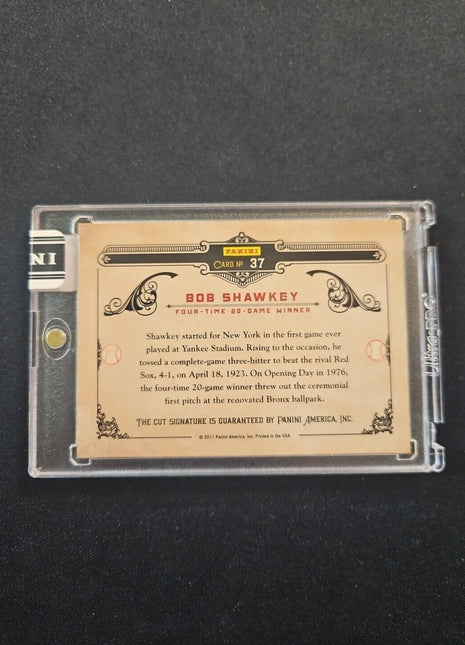 PANINI
CARD Nº 37
BOB SHAWKEY
FOUR-TIME 20-GAME WINNER
Shawkey started for New York in the first game ever
played at Yankee Stadium. Rising to the occasion, he
tossed a complete-game three-hitter to beat the rival Red
Sox, 4-1, on April 18, 1923. On Opening Day in 1976,
the four-time 20-game winner threw out the ceremonial
first pitch at the renovated Bronx ballpark.
THE CUT SIGNATURE IS GUARANTEED BY PANINI AMERICA, INC.
© 2011 Panini America, Inc. Printed in the USA.
NI
Ultra PRO